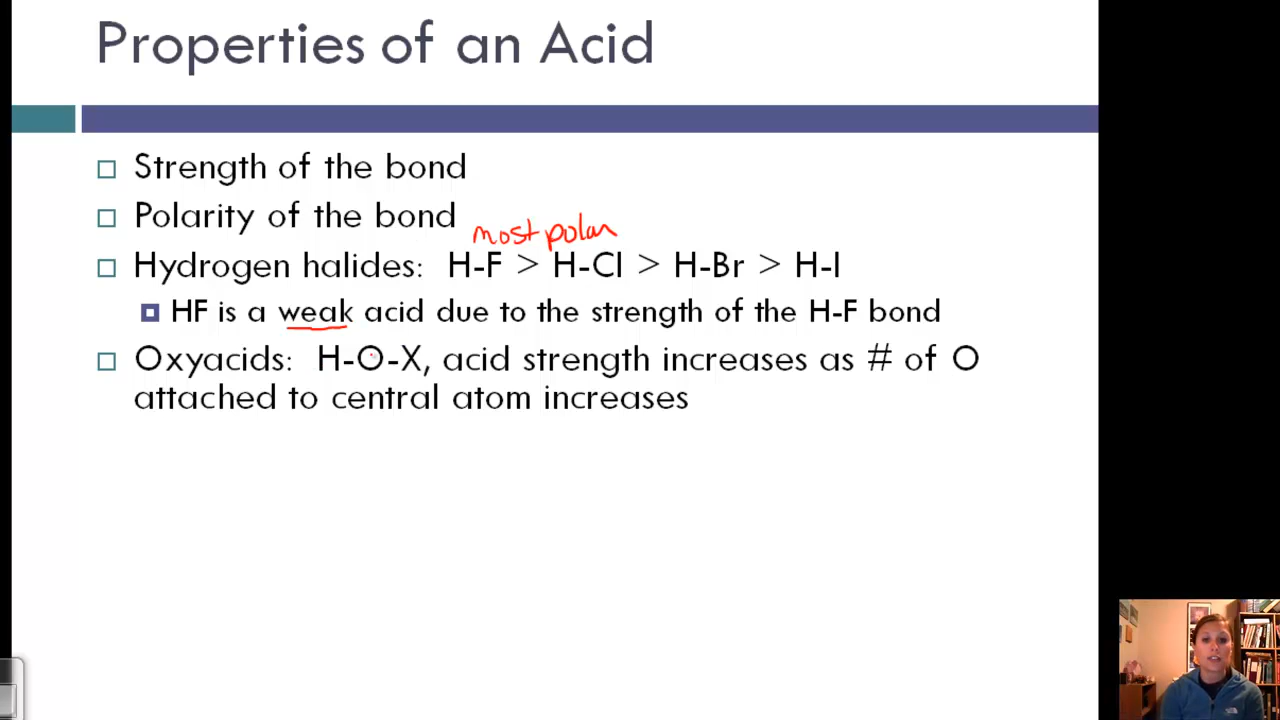 Properties of an Acid
Strength of the bond
Polarity of the bond
most polar
Hydrogen halides: H-F > H-Cl > H-Br > H-I
HF is a weak acid due to the strength of the H-F bond
Oxyacids: H-O-X, acid strength increases as # of O
attached to central atom increases